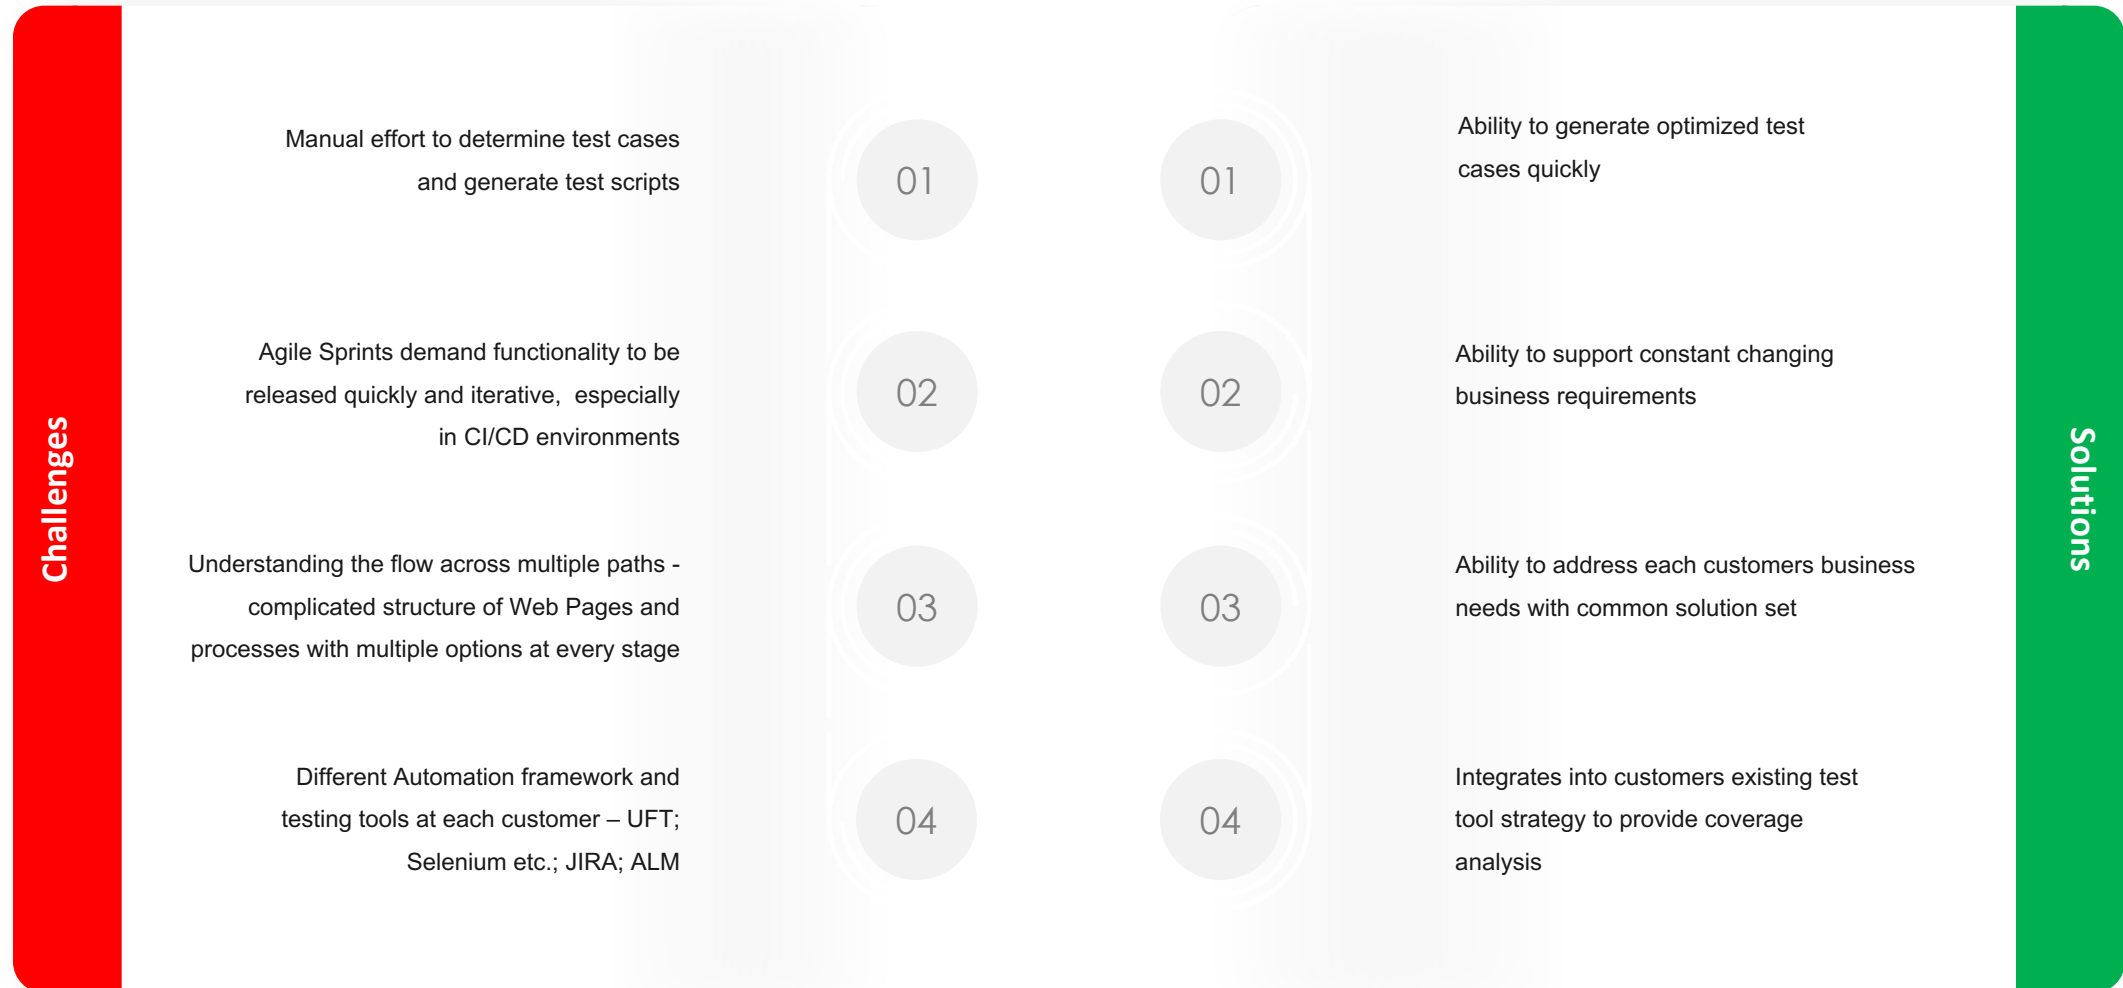 Challenges
Manual effort to determine test cases
and generate test scripts
01
Agile Sprints demand functionality to be
released quickly and iterative,  especially
in CI/CD environments
02
Understanding the flow across multiple paths -
complicated structure of Web Pages and
processes with multiple options at every stage
03
Different Automation framework and
testing tools at each customer – UFT;
Selenium etc.; JIRA; ALM
04
Solutions
01
Ability to generate optimized test
cases quickly
02
Ability to support constant changing
business requirements
03
Ability to address each customers business
needs with common solution set
04
Integrates into customers existing test
tool strategy to provide coverage
analysis